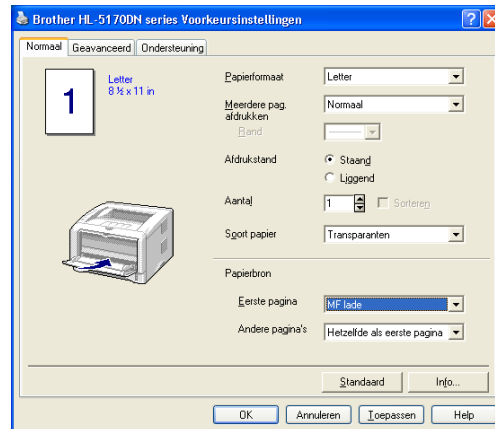 Brother HL-5170DN series Voorkeursinstellingen
Normaal Geavanceerd Ondersteuning
1
Letter
8 ½ x 11 in
Papierformaat Letter
Meerdere pag. afdrukken Normaal
Rand
Afdrukstand Staand
Liggend
Aantal 1 Sorteren
Soort papier Transparanten
Papierbron
Eerste pagina MF lade
Andere pagina's Hetzelfde als eerste pagina
Standaard Info...
OK Annuleren Toepassen Help